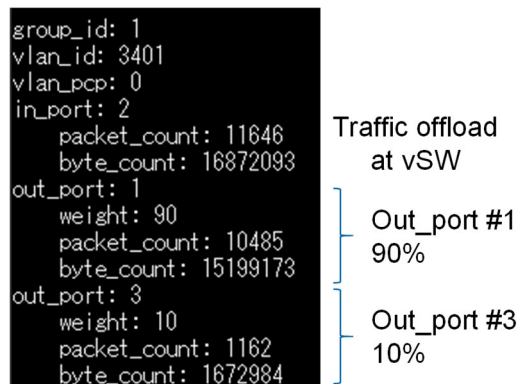 group_id: 1
vlan_id: 3401
vlan_pcp: 0
in_port: 2
packet_count: 11646
byte_count: 16872093
out_port: 1
weight: 90
packet_count: 10485
byte_count: 15199173
out_port: 3
weight: 10
packet_count: 1162
byte_count: 1672984
Traffic offload
at vSW
Out_port #1
90%
Out_port #3
10%